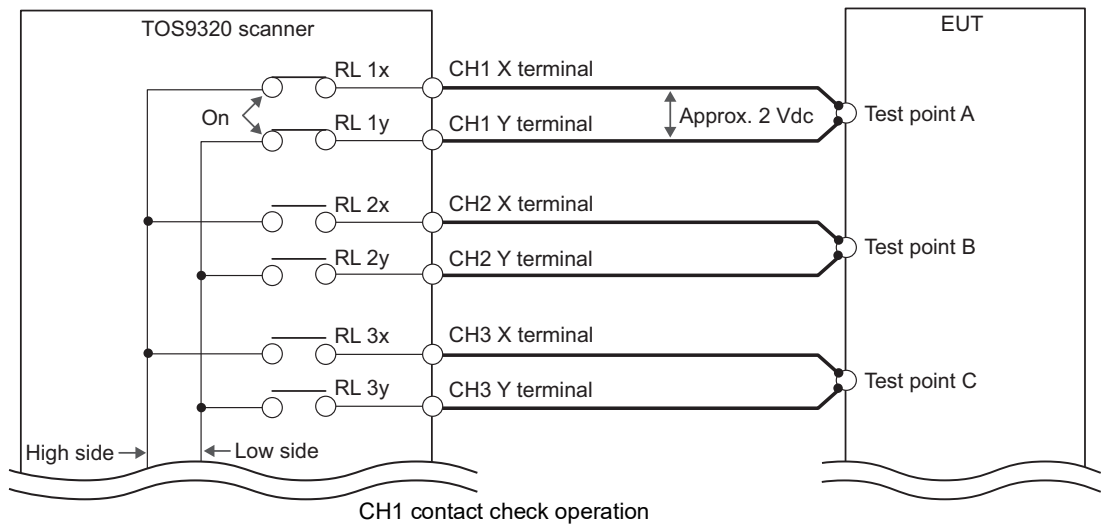 TOS9320 scanner
EUT
RL 1x
CH1 X terminal
On
RL 1y
CH1 Y terminal
Approx. 2 Vdc
Test point A
RL 2x
CH2 X terminal
RL 2y
CH2 Y terminal
Test point B
RL 3x
CH3 X terminal
RL 3y
CH3 Y terminal
Test point C
High side
Low side
CH1 contact check operation